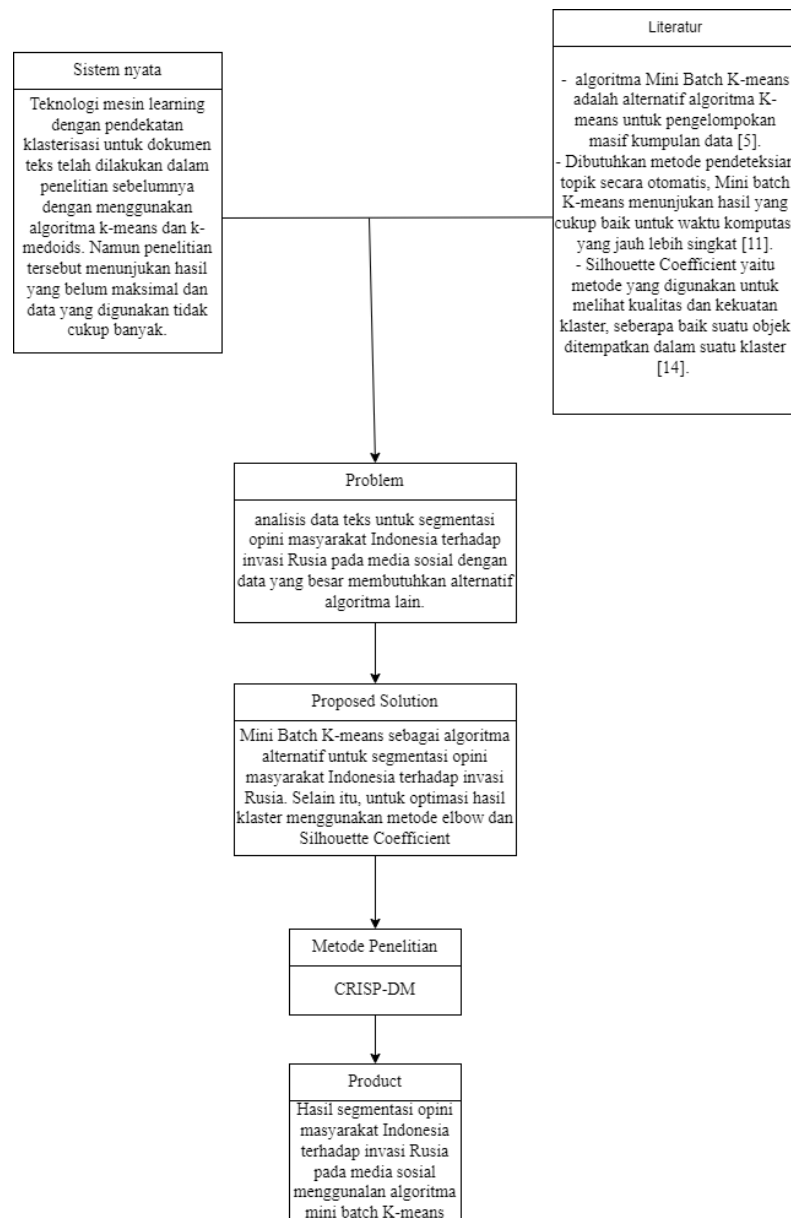 Sistem nyata
Teknologi mesin learning
dengan pendekatan
klasterisasi untuk dokumen
teks telah dilakukan dalam
penelitian sebelumnya
dengan menggunakan
algoritma k-means dan k-
medoids. Namun penelitian
tersebut menunjukan hasil
yang belum maksimal dan
data yang digunakan tidak
cukup banyak.
Literatur
- algoritma Mini Batch K-means
adalah alternatif algoritma K-
means untuk pengelompokan
masif kumpulan data [5].
- Dibutuhkan metode pendeteksian
topik secara otomatis, Mini batch
K-means menunjukan hasil yang
cukup baik untuk waktu komputasi
yang jauh lebih singkat [11].
- Silhouette Coefficient yaitu
metode yang digunakan untuk
melihat kualitas dan kekuatan
klaster, seberapa baik suatu objek
ditempatkan dalam suatu klaster
[14].
Problem
analisis data teks untuk segmentasi
opini masyarakat Indonesia terhadap
invasi Rusia pada media sosial dengan
data yang besar membutuhkan alternatif
algoritma lain.
Proposed Solution
Mini Batch K-means sebagai algoritma
alternatif untuk segmentasi opini
masyarakat Indonesia terhadap invasi
Rusia. Selain itu, untuk optimasi hasil
klaster menggunakan metode elbow dan
Silhouette Coefficient
Metode Penelitian
CRISP-DM
Product
Hasil segmentasi opini
masyarakat Indonesia
terhadap invasi Rusia
pada media sosial
menggunalan algoritma
mini batch K-means